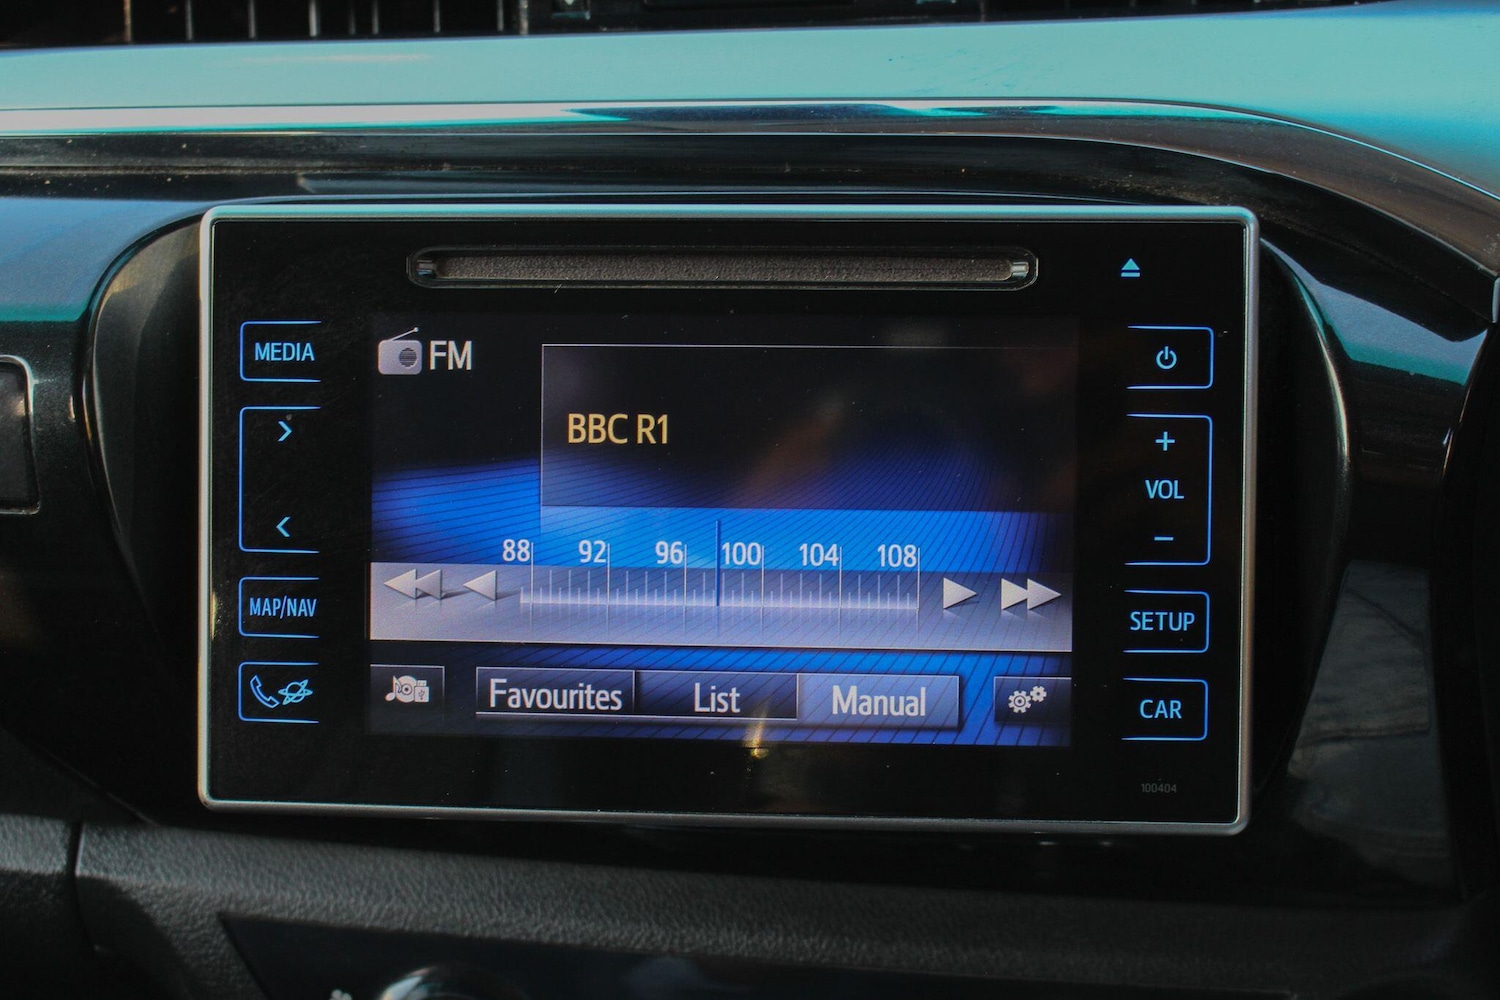 MEDIA
FM
BBC R1
+
VOL
−
88 92 96 100 104 108
MAP/NAV
SETUP
Favourites List Manual
CAR
100404